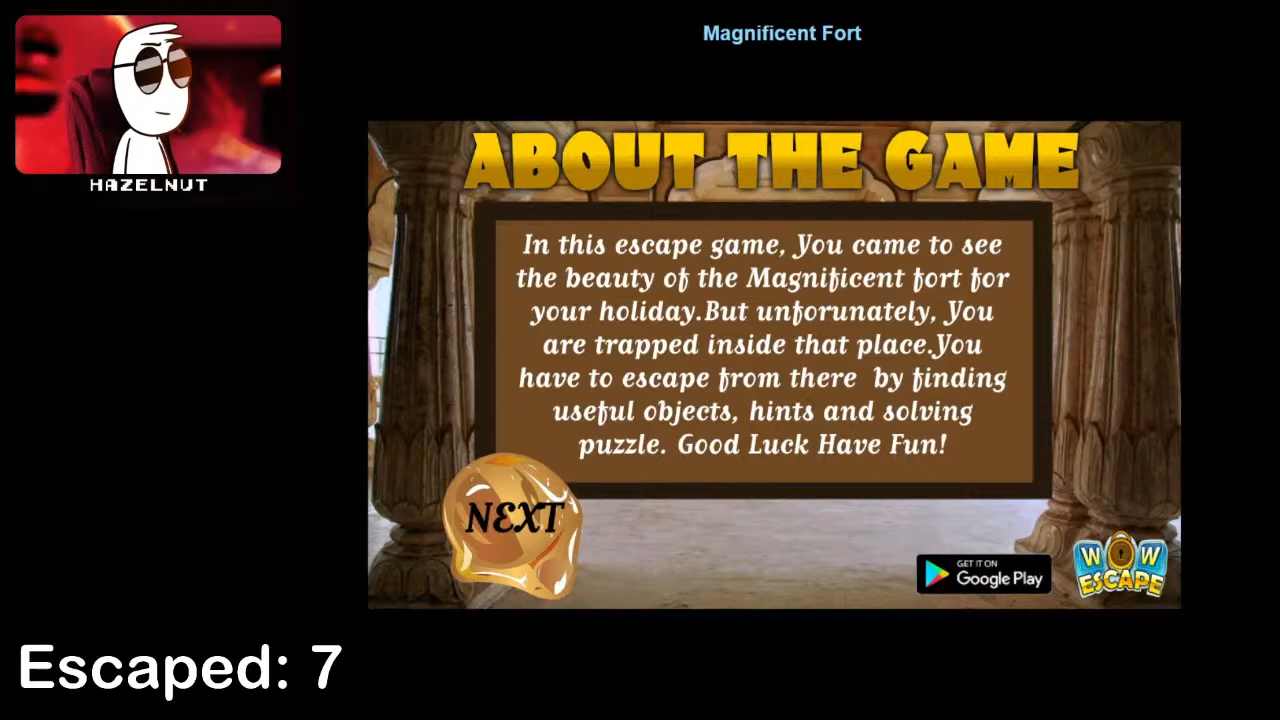 Magnificent Fort
HAZELNUT
ABOUT THE GAME
In this escape game, You came to see
the beauty of the Magnificent fort for
your holiday.But unforunately, You
are trapped inside that place.You
have to escape from there by finding
useful objects, hints and solving
puzzle. Good Luck Have Fun!
NEXT
GET IT ON
Google Play
WOW
ESCAPE
Escaped: 7